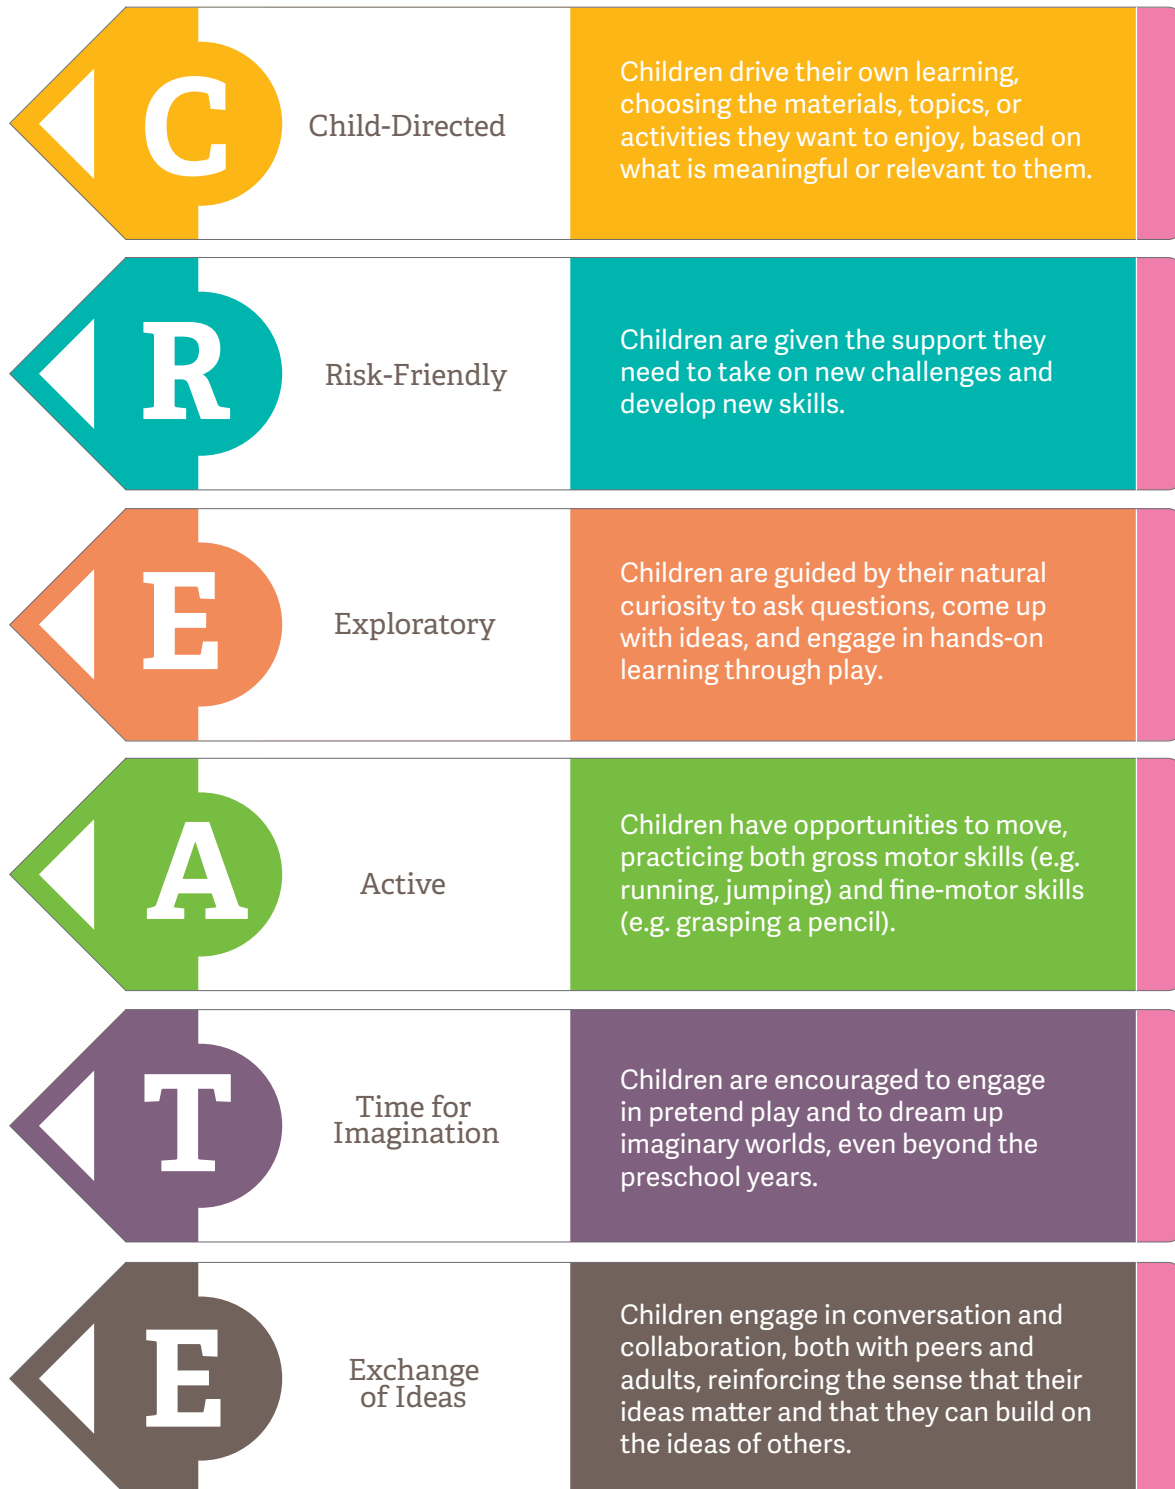 C
Child-Directed
Children drive their own learning,
choosing the materials, topics, or
activities they want to enjoy, based on
what is meaningful or relevant to them.
R
Risk-Friendly
Children are given the support they
need to take on new challenges and
develop new skills.
E
Exploratory
Children are guided by their natural
curiosity to ask questions, come up
with ideas, and engage in hands-on
learning through play.
A
Active
Children have opportunities to move,
practicing both gross motor skills (e.g.
running, jumping) and fine-motor skills
(e.g. grasping a pencil).
T
Time for
Imagination
Children are encouraged to engage
in pretend play and to dream up
imaginary worlds, even beyond the
preschool years.
E
Exchange
of Ideas
Children engage in conversation and
collaboration, both with peers and
adults, reinforcing the sense that their
ideas matter and that they can build on
the ideas of others.